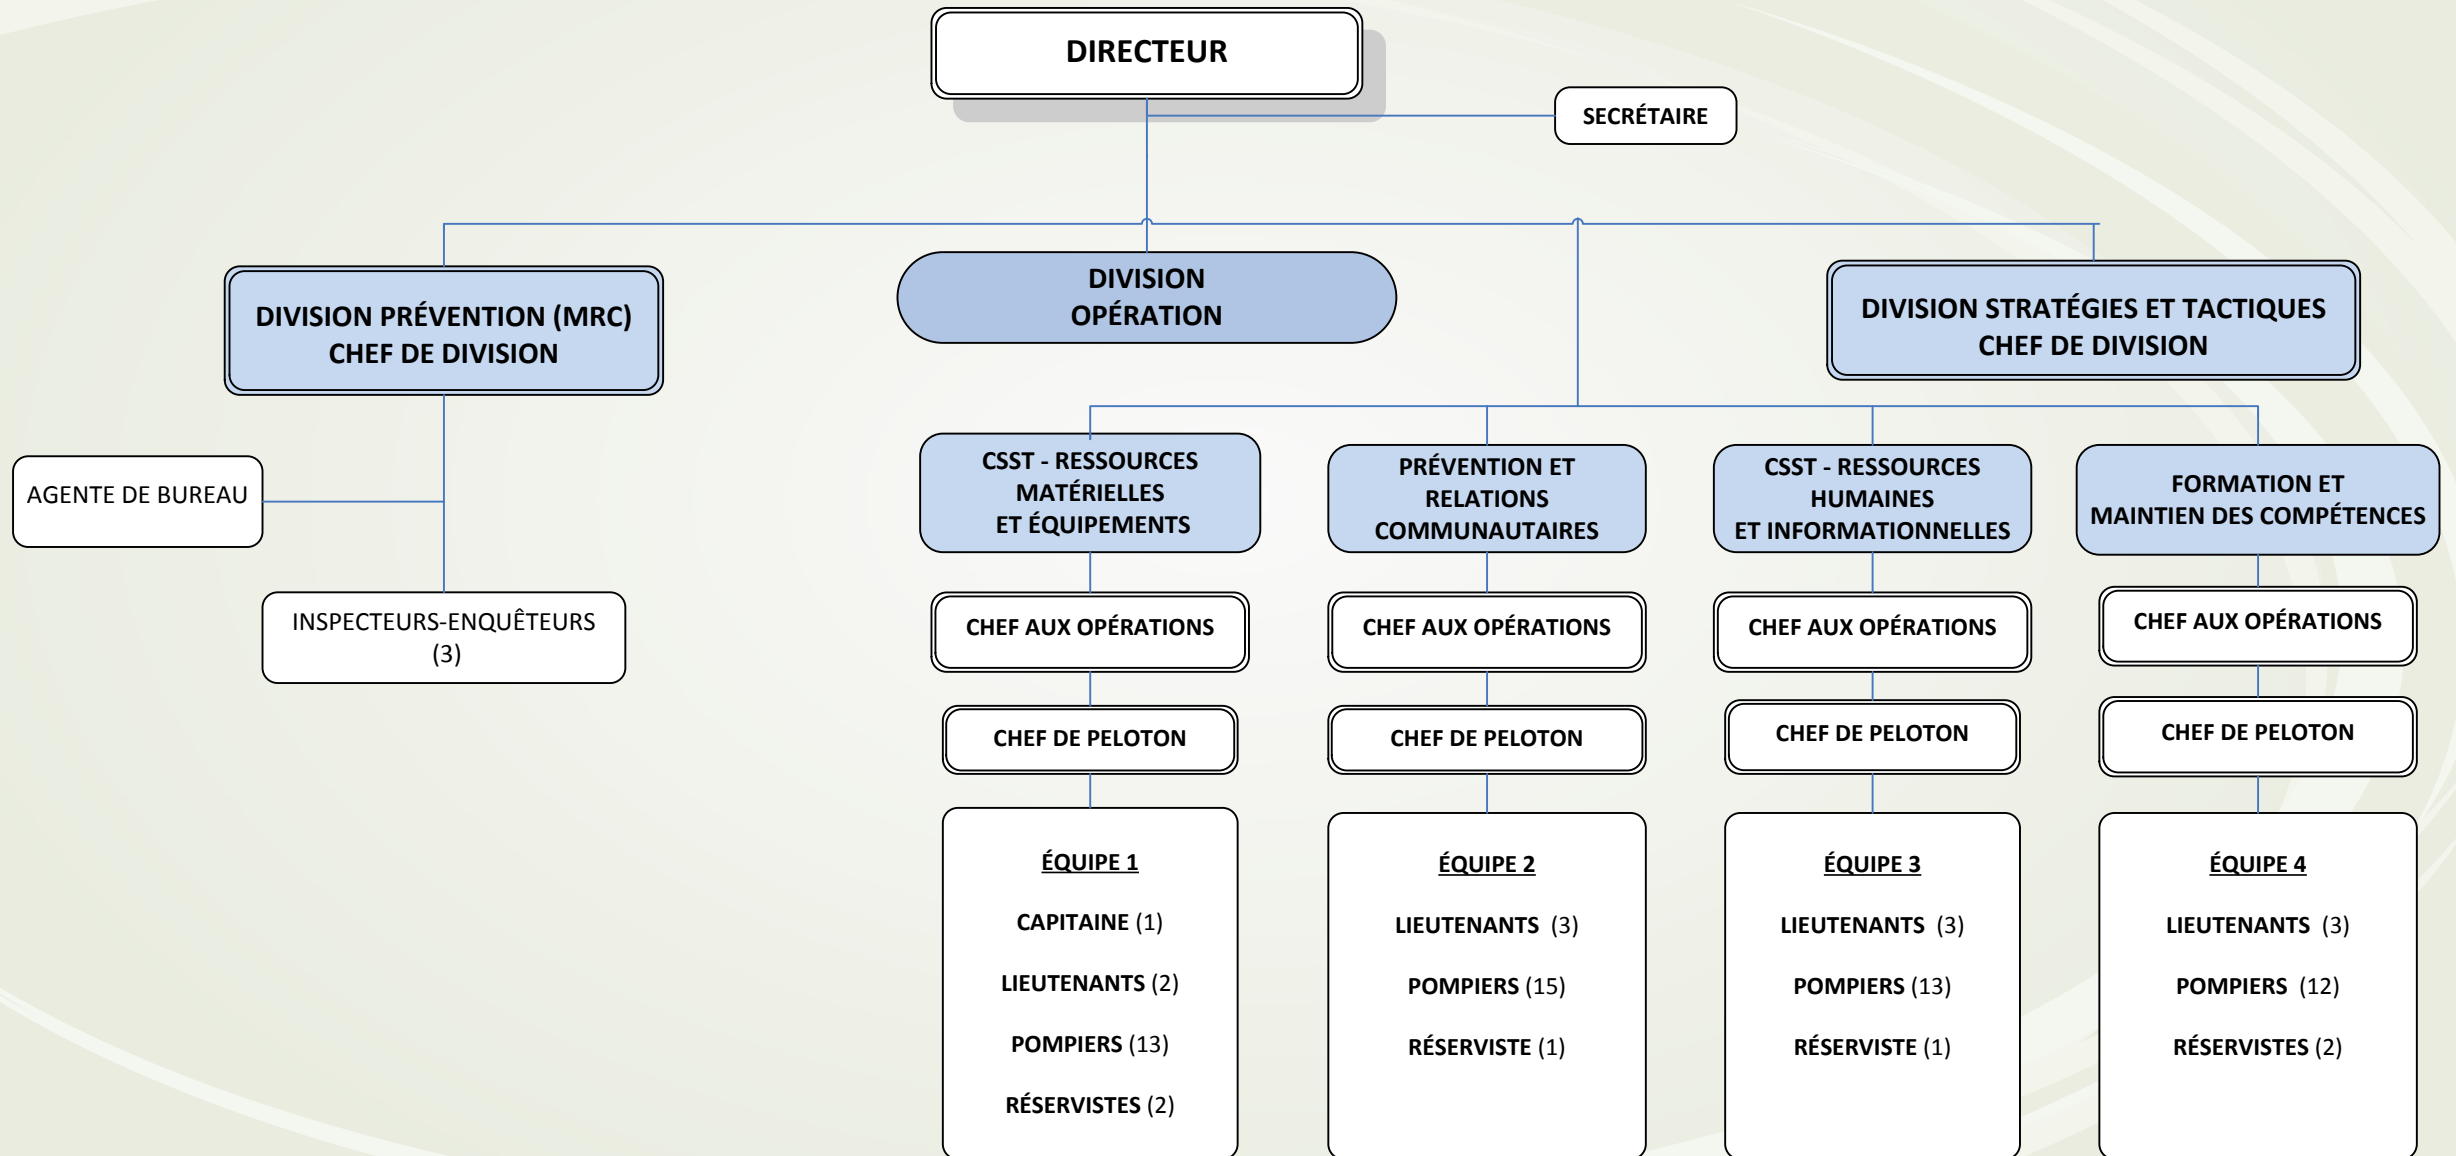 DIRECTEUR
SECRÉTAIRE
DIVISION PRÉVENTION (MRC)
CHEF DE DIVISION
DIVISION
OPÉRATION
DIVISION STRATÉGIES ET TACTIQUES
CHEF DE DIVISION
AGENTE DE BUREAU
INSPECTEURS-ENQUÊTEURS
(3)
CSST - RESSOURCES
MATÉRIELLES
ET ÉQUIPEMENTS
CHEF AUX OPÉRATIONS
CHEF DE PELOTON
ÉQUIPE 1
CAPITAINE (1)
LIEUTENANTS (2)
POMPIERS (13)
RÉSERVISTES (2)
PRÉVENTION ET
RELATIONS
COMMUNAUTAIRES
CHEF AUX OPÉRATIONS
CHEF DE PELOTON
ÉQUIPE 2
LIEUTENANTS (3)
POMPIERS (15)
RÉSERVISTE (1)
CSST - RESSOURCES
HUMAINES
ET INFORMATIONNELLES
CHEF AUX OPÉRATIONS
CHEF DE PELOTON
ÉQUIPE 3
LIEUTENANTS (3)
POMPIERS (13)
RÉSERVISTE (1)
FORMATION ET
MAINTIEN DES COMPÉTENCES
CHEF AUX OPÉRATIONS
CHEF DE PELOTON
ÉQUIPE 4
LIEUTENANTS (3)
POMPIERS (12)
RÉSERVISTES (2)